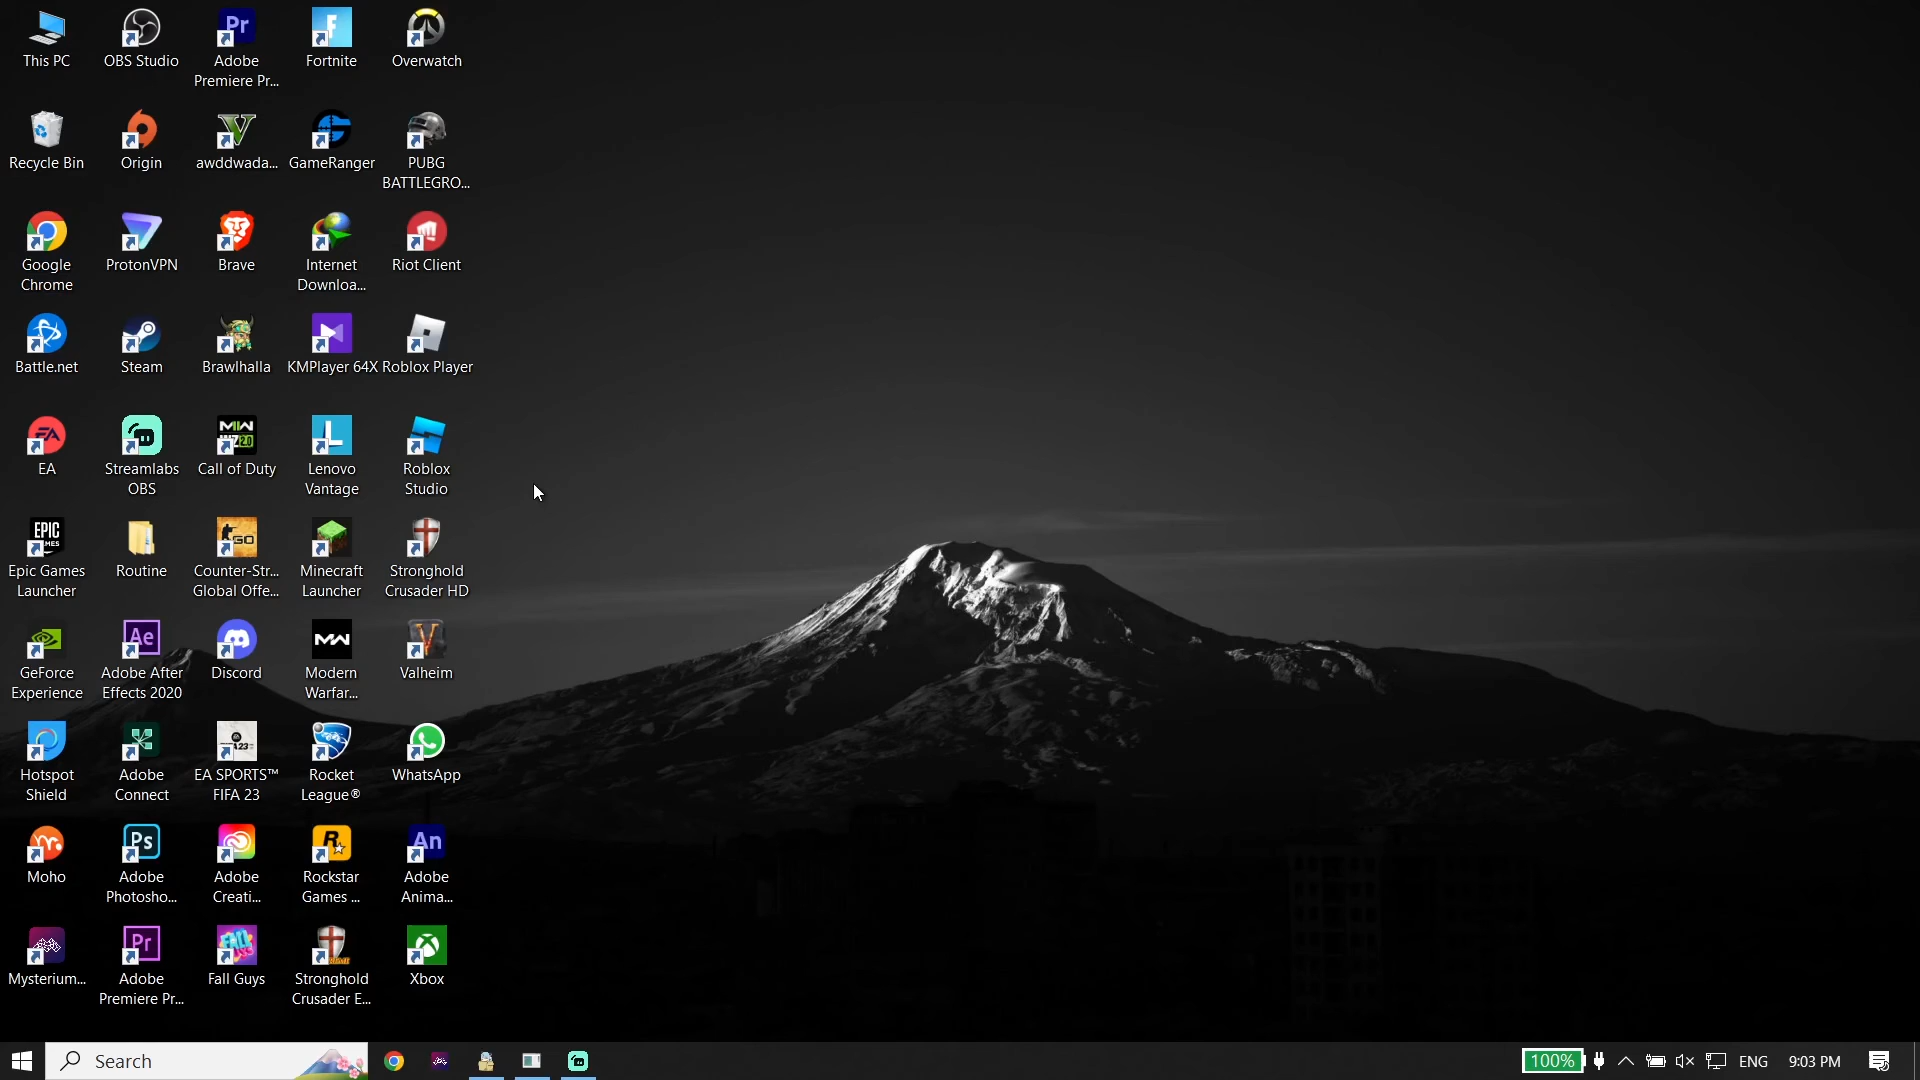 This PC
OBS Studio
Adobe
Premiere Pr...
Fortnite
Overwatch
Recycle Bin
Origin
awddwada...
GameRanger
PUBG
BATTLEGRO...
Google
Chrome
ProtonVPN
Brave
Internet
Downloa...
Riot Client
Battle.net
Steam
Brawlhalla
KMPlayer 64X
Roblox Player
EA
Streamlabs
OBS
Call of Duty
Lenovo
Vantage
Roblox
Studio
Epic Games
Launcher
Routine
Counter-Str...
Global Offe...
Minecraft
Launcher
Stronghold
Crusader HD
GeForce
Experience
Adobe After
Effects 2020
Discord
Modern
Warfar...
Valheim
Hotspot
Shield
Adobe
Connect
EA SPORTS™
FIFA 23
Rocket
League®
WhatsApp
Moho
Adobe
Photosho...
Adobe
Creati...
Rockstar
Games ...
Adobe
Anima...
Mysterium...
Adobe
Premiere Pr...
Fall Guys
Stronghold
Crusader E...
Xbox
Search
100%
ENG
9:03 PM